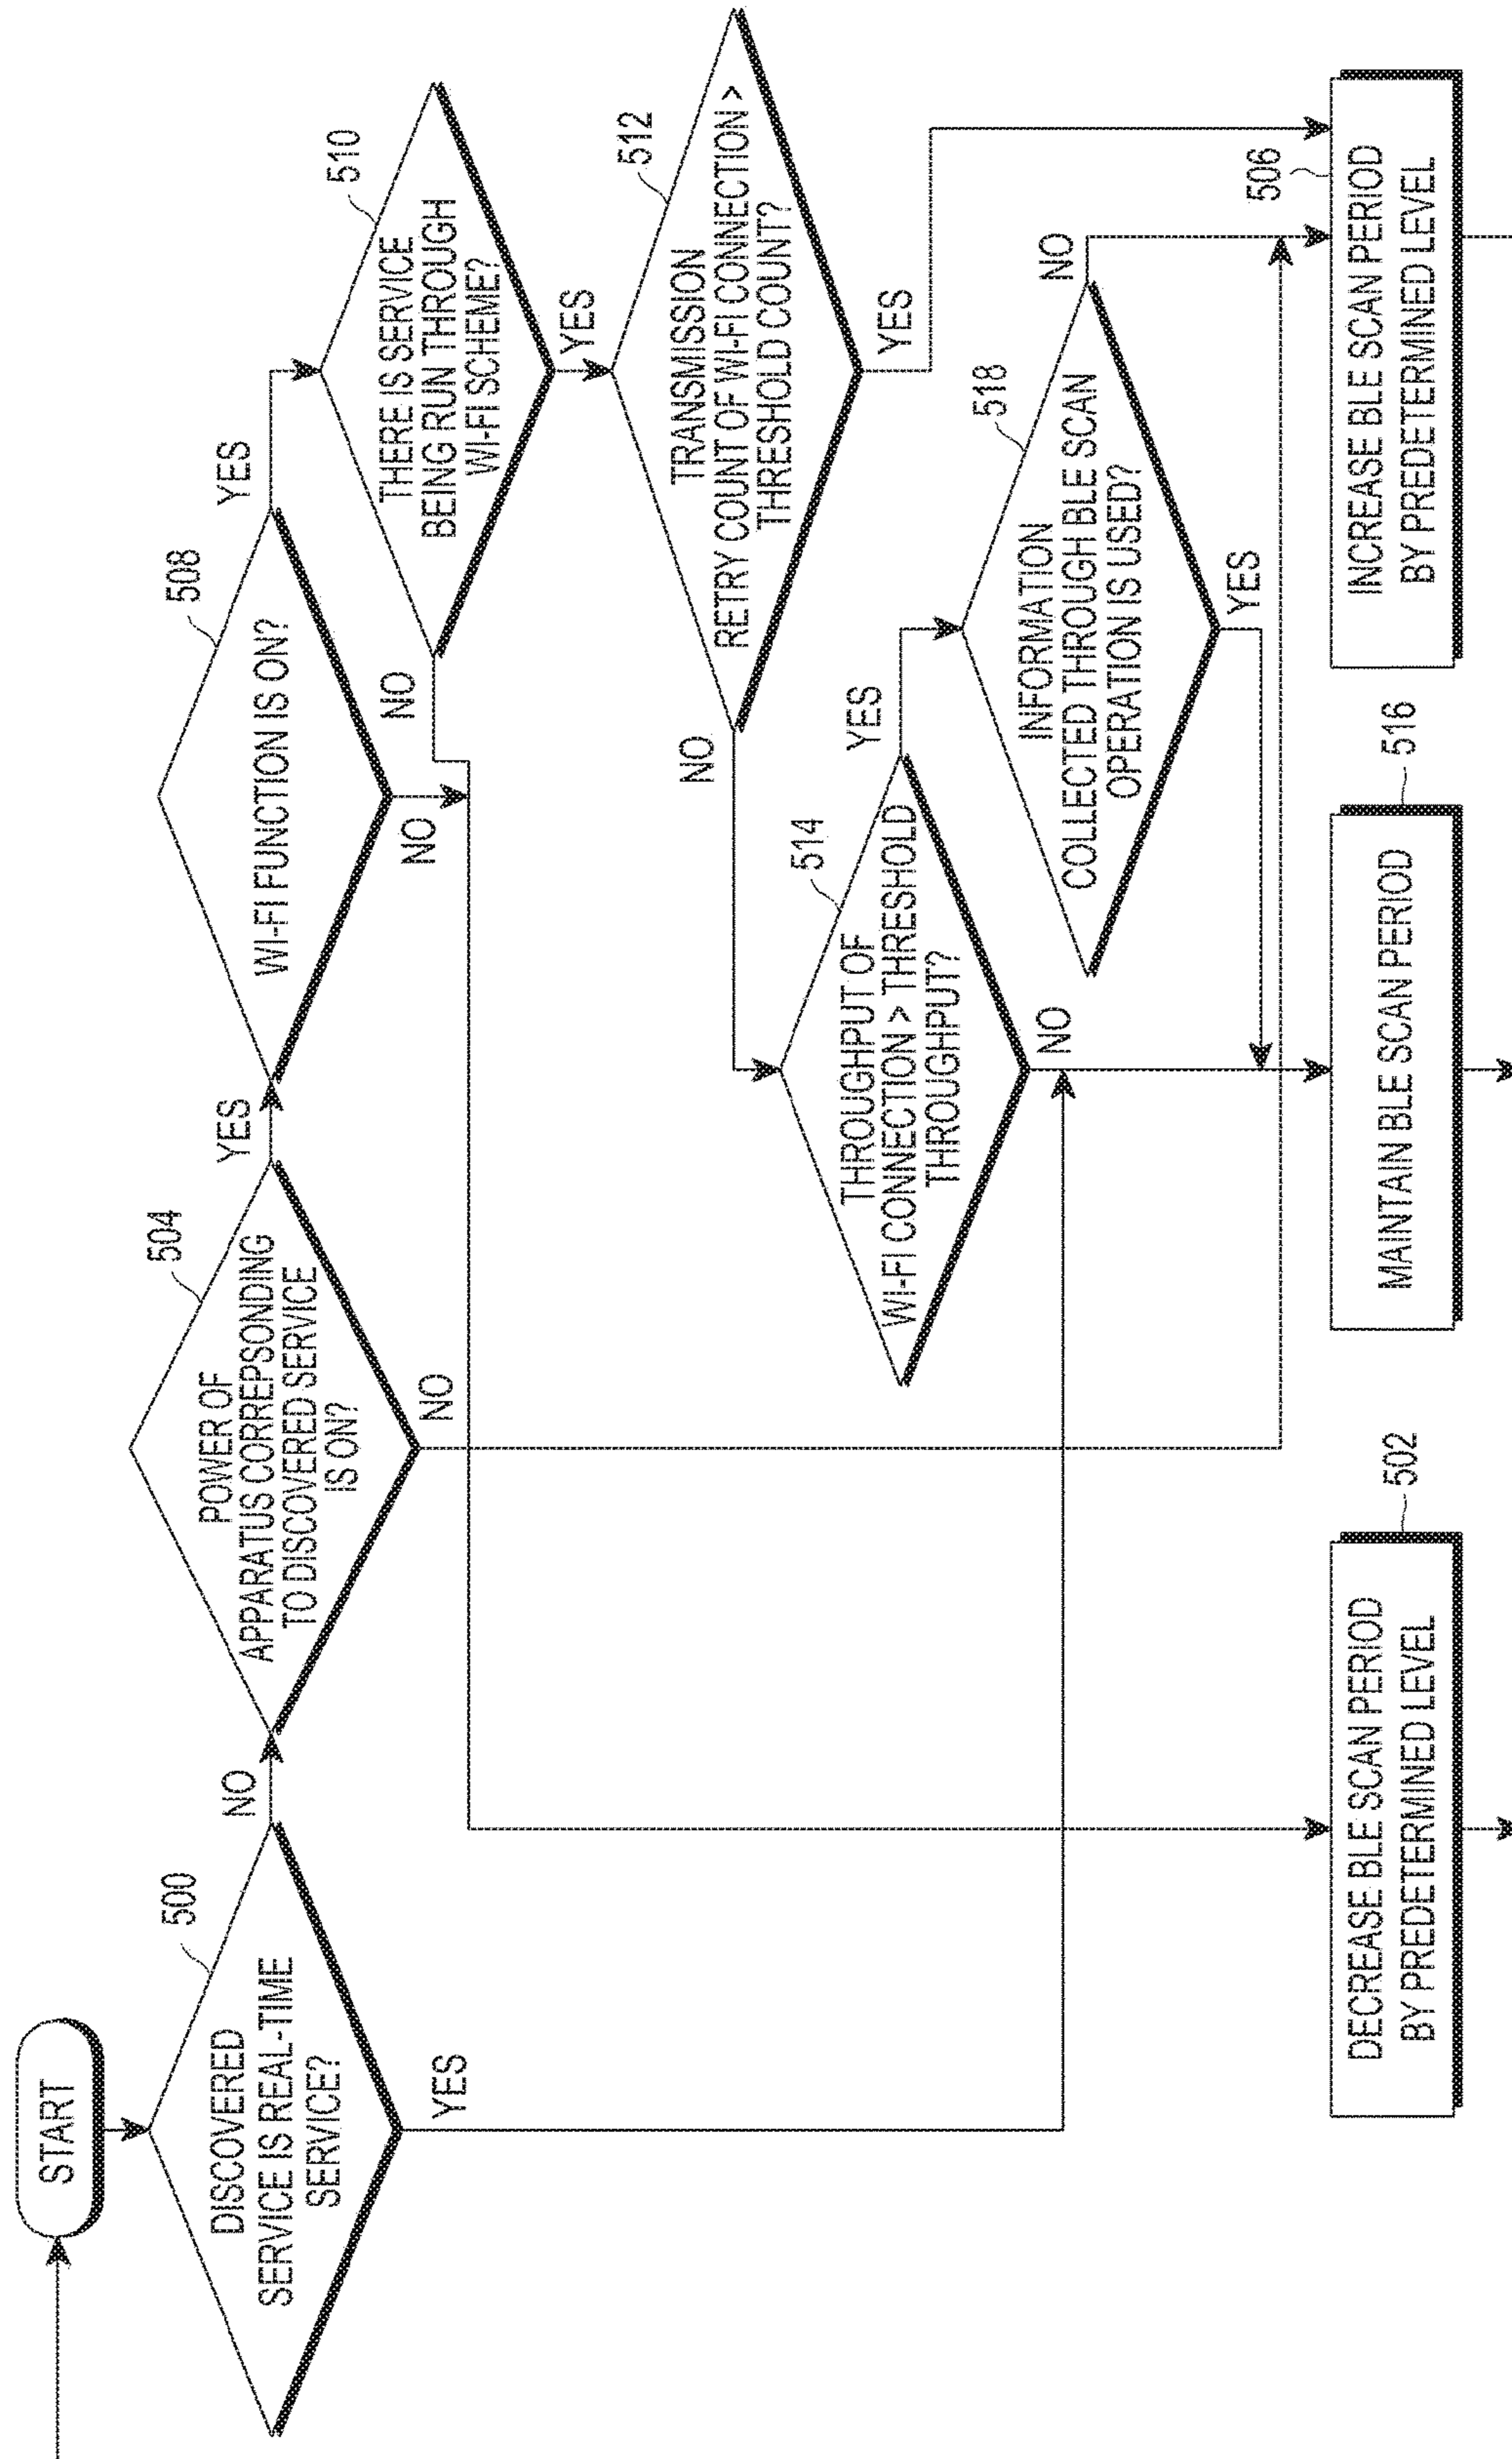 START
500
DISCOVERED
SERVICE IS REAL-TIME
SERVICE?
NO
YES
504
POWER OF
APPARATUS CORREPSONDING
TO DISCOVERED SERVICE
IS ON?
YES
NO
508
WI-FI FUNCTION IS ON?
YES
NO
510
THERE IS SERVICE
BEING RUN THROUGH
WI-FI SCHEME?
NO
YES
512
TRANSMISSION
RETRY COUNT OF WI-FI CONNECTION >
THRESHOLD COUNT?
NO
YES
514
THROUGHPUT OF
WI-FI CONNECTION > THRESHOLD
THROUGHPUT?
YES
NO
518
INFORMATION
COLLECTED THROUGH BLE SCAN
OPERATION IS USED?
NO
YES
502
DECREASE BLE SCAN PERIOD
BY PREDETERMINED LEVEL
516
MAINTAIN BLE SCAN PERIOD
506
INCREASE BLE SCAN PERIOD
BY PREDETERMINED LEVEL